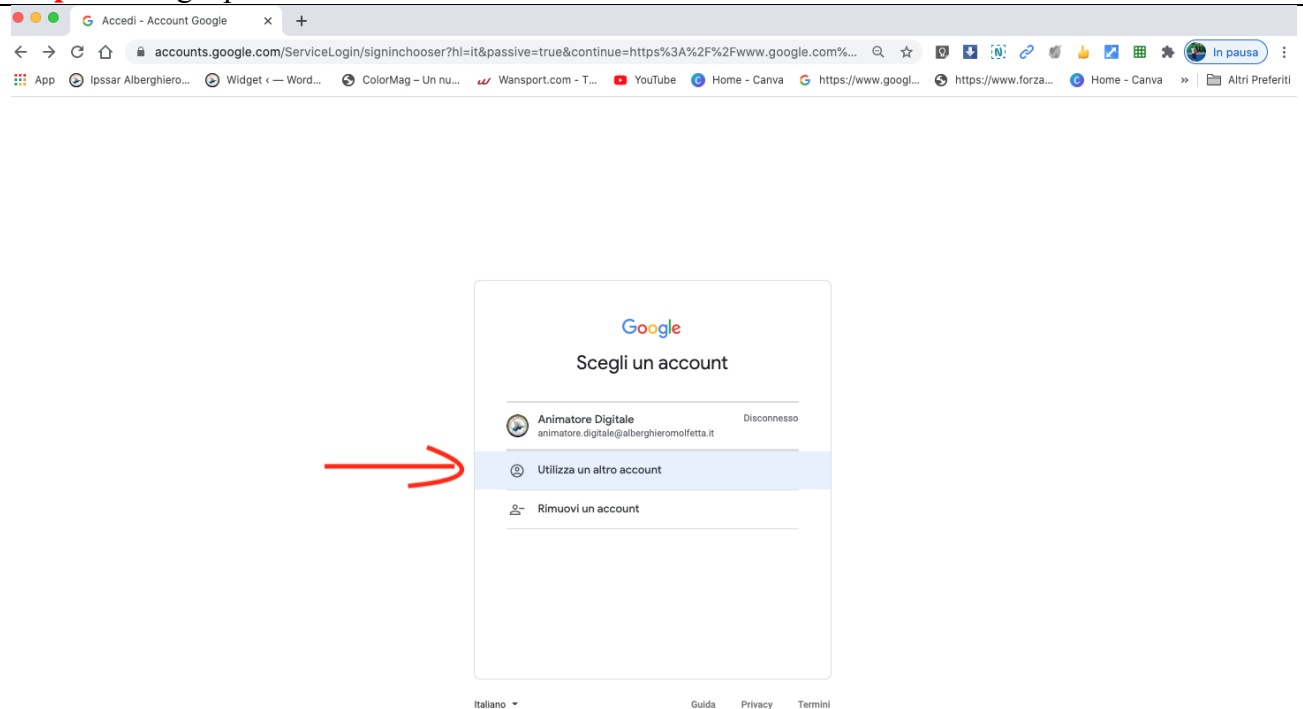 Accedi - Account Google
accounts.google.com/ServiceLogin/signinchooser?hl=it&passive=true&continue=https%3A%2F%2Fwww.google.com%...
In pausa
App Ipssar Alberghiero... Widget ‹ — Word... ColorMag – Un nu... Wansport.com - T... YouTube Home - Canva https://www.googl... https://www.forza... Home - Canva » Altri Preferiti
Google
Scegli un account
Animatore Digitale Disconnesso
animatore.digitale@alberghieromolfetta.it
Utilizza un altro account
Rimuovi un account
Italiano Guida Privacy Termini